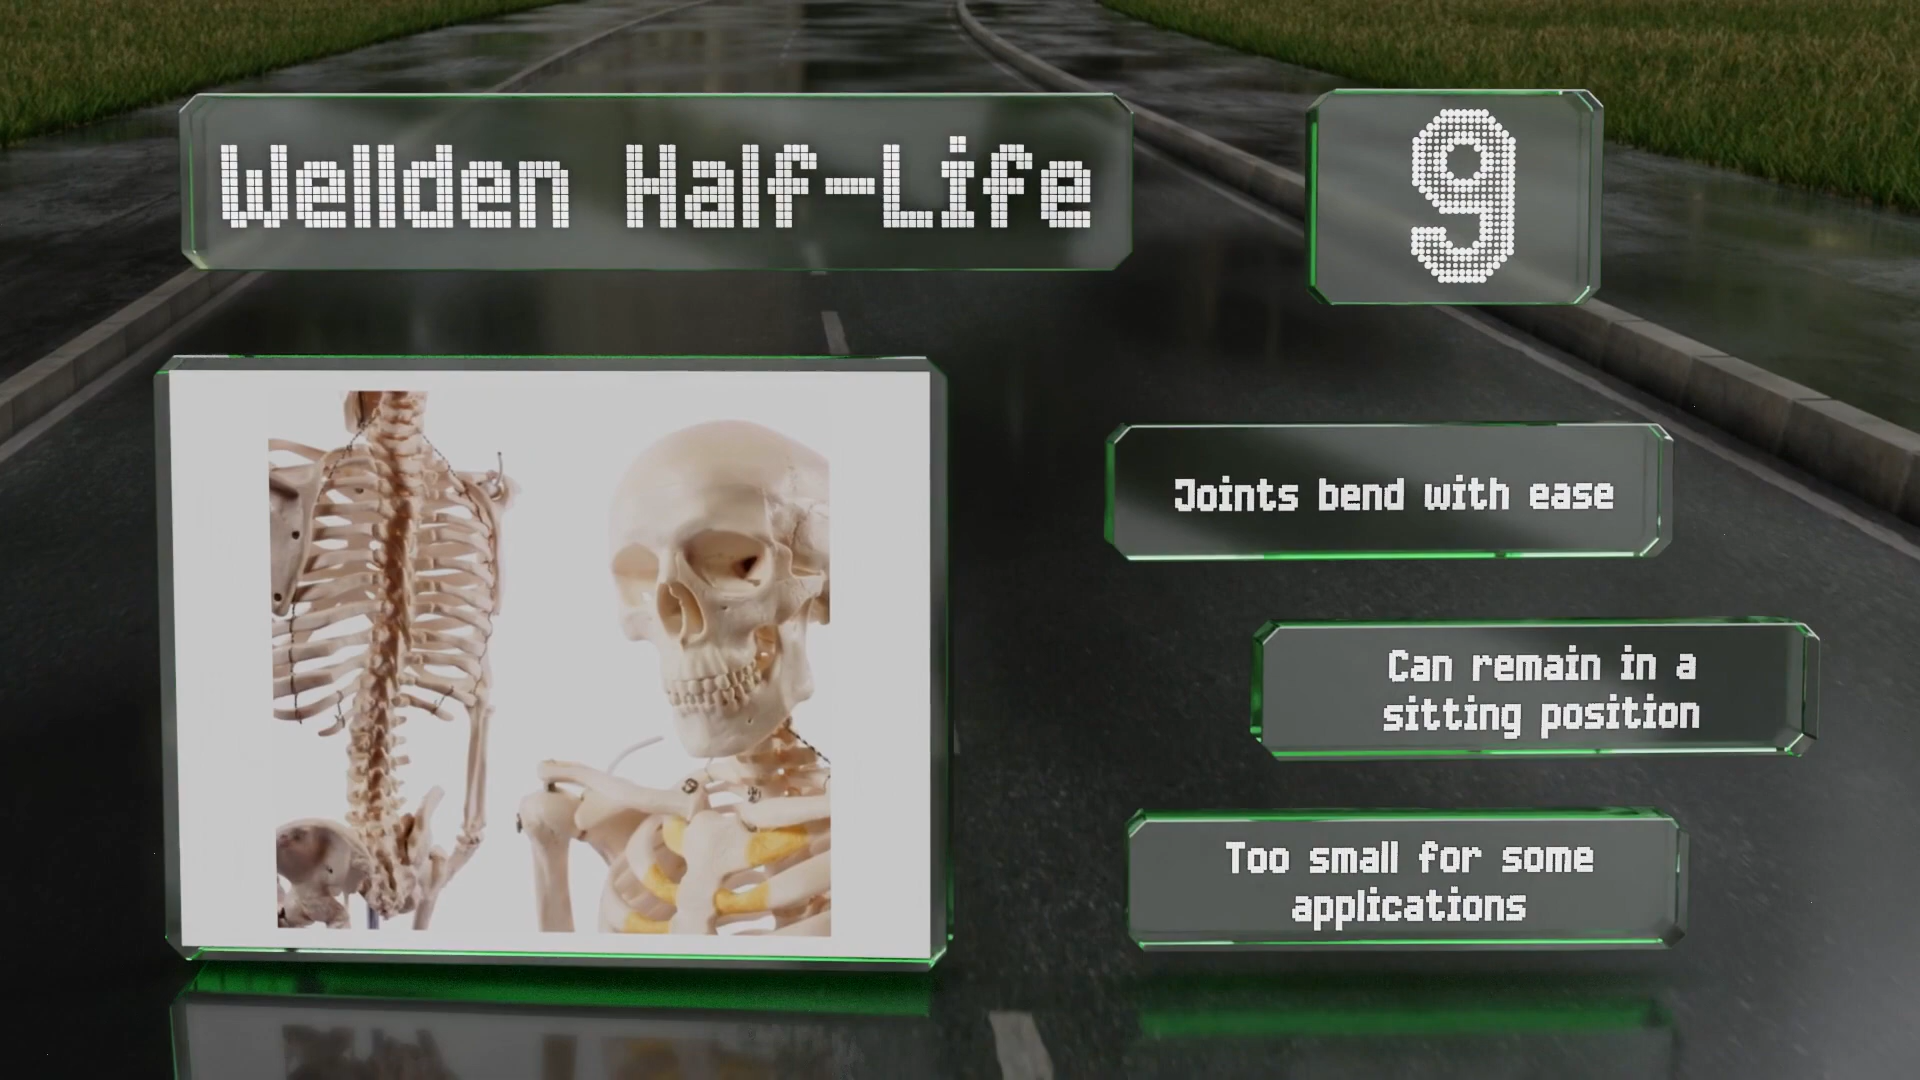 Wellden Half-Life
9
Joints bend with ease
Can remain in a
sitting position
Too small for some
applications